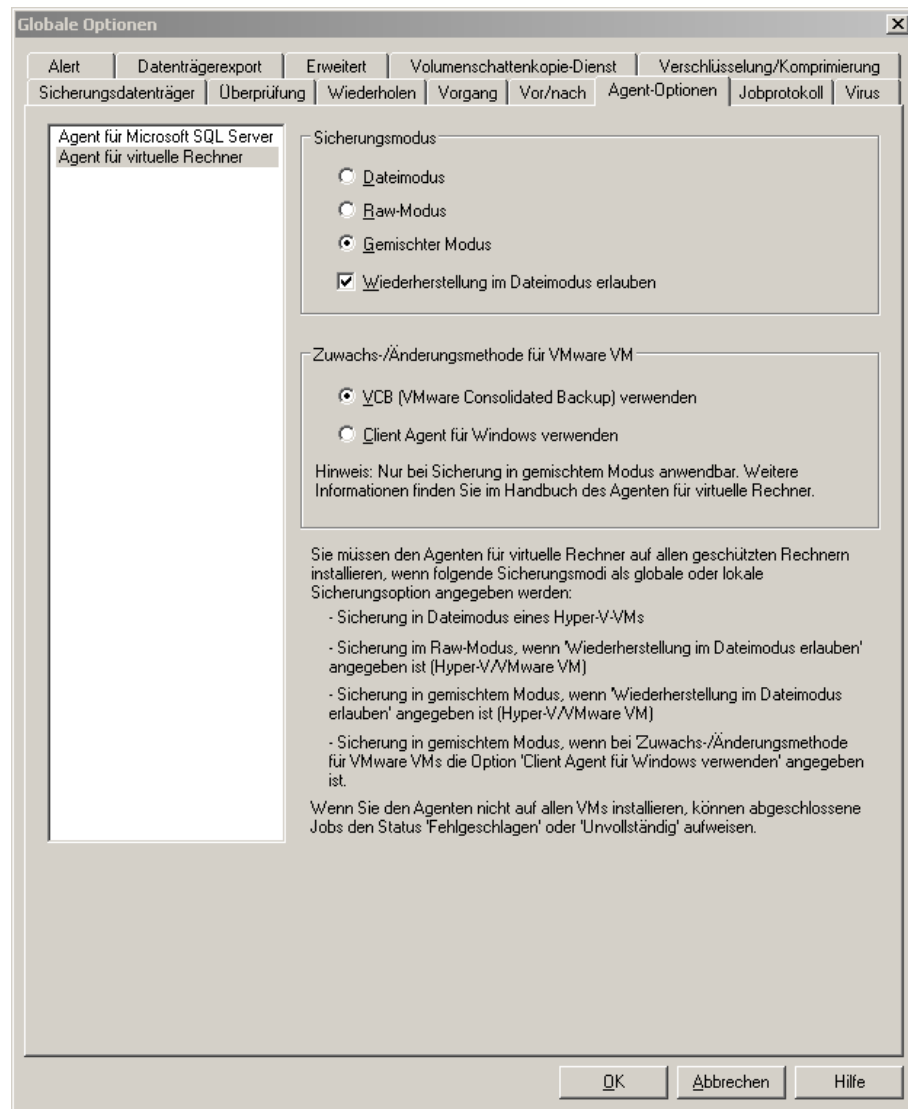 Globale Optionen
Alert
Datenträgerexport
Erweitert
Volumenschattenkopie-Dienst
Verschlüsselung/Komprimierung
Sicherungsdatenträger
Überprüfung
Wiederholen
Vorgang
Vor/nach
Agent-Optionen
Jobprotokoll
Virus
Agent für Microsoft SQL Server
Agent für virtuelle Rechner
Sicherungsmodus
Dateimodus
Raw-Modus
Gemischter Modus
Wiederherstellung im Dateimodus erlauben
Zuwachs-/Änderungsmethode für VMware VM
VCB (VMware Consolidated Backup) verwenden
Client Agent für Windows verwenden
Hinweis: Nur bei Sicherung in gemischtem Modus anwendbar. Weitere
Informationen finden Sie im Handbuch des Agenten für virtuelle Rechner.
Sie müssen den Agenten für virtuelle Rechner auf allen geschützten Rechnern
installieren, wenn folgende Sicherungsmodi als globale oder lokale
Sicherungsoption angegeben werden:
- Sicherung in Dateimodus eines Hyper-V-VMs
- Sicherung im Raw-Modus, wenn 'Wiederherstellung im Dateimodus erlauben'
angegeben ist (Hyper-V/VMware VM)
- Sicherung in gemischtem Modus, wenn 'Wiederherstellung im Dateimodus
erlauben' angegeben ist (Hyper-V/VMware VM)
- Sicherung in gemischtem Modus, wenn bei 'Zuwachs-/Änderungsmethode
für VMware VMs die Option 'Client Agent für Windows verwenden' angegeben
ist.
Wenn Sie den Agenten nicht auf allen VMs installieren, können abgeschlossene
Jobs den Status 'Fehlgeschlagen' oder 'Unvollständig' aufweisen.
OK
Abbrechen
Hilfe